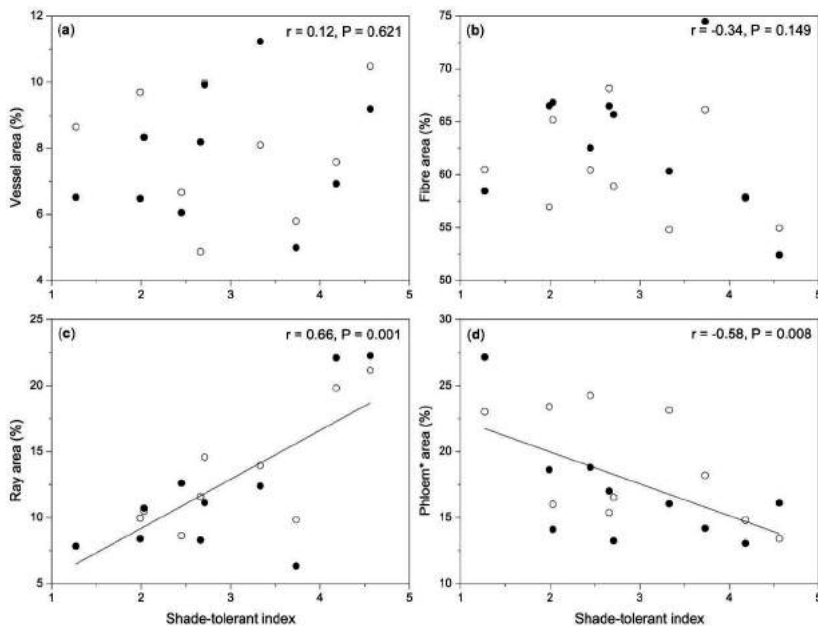 (a)
r = 0.12, P = 0.621
Vessel area (%)
12
10
8
6
4
1
2
3
4
5
(b)
r = -0.34, P = 0.149
Fibre area (%)
75
70
65
60
55
50
1
2
3
4
5
(c)
r = 0.66, P = 0.001
Ray area (%)
25
20
15
10
5
1
2
3
4
5
Shade-tolerant index
(d)
r = -0.58, P = 0.008
Phloem* area (%)
30
25
20
15
10
1
2
3
4
5
Shade-tolerant index